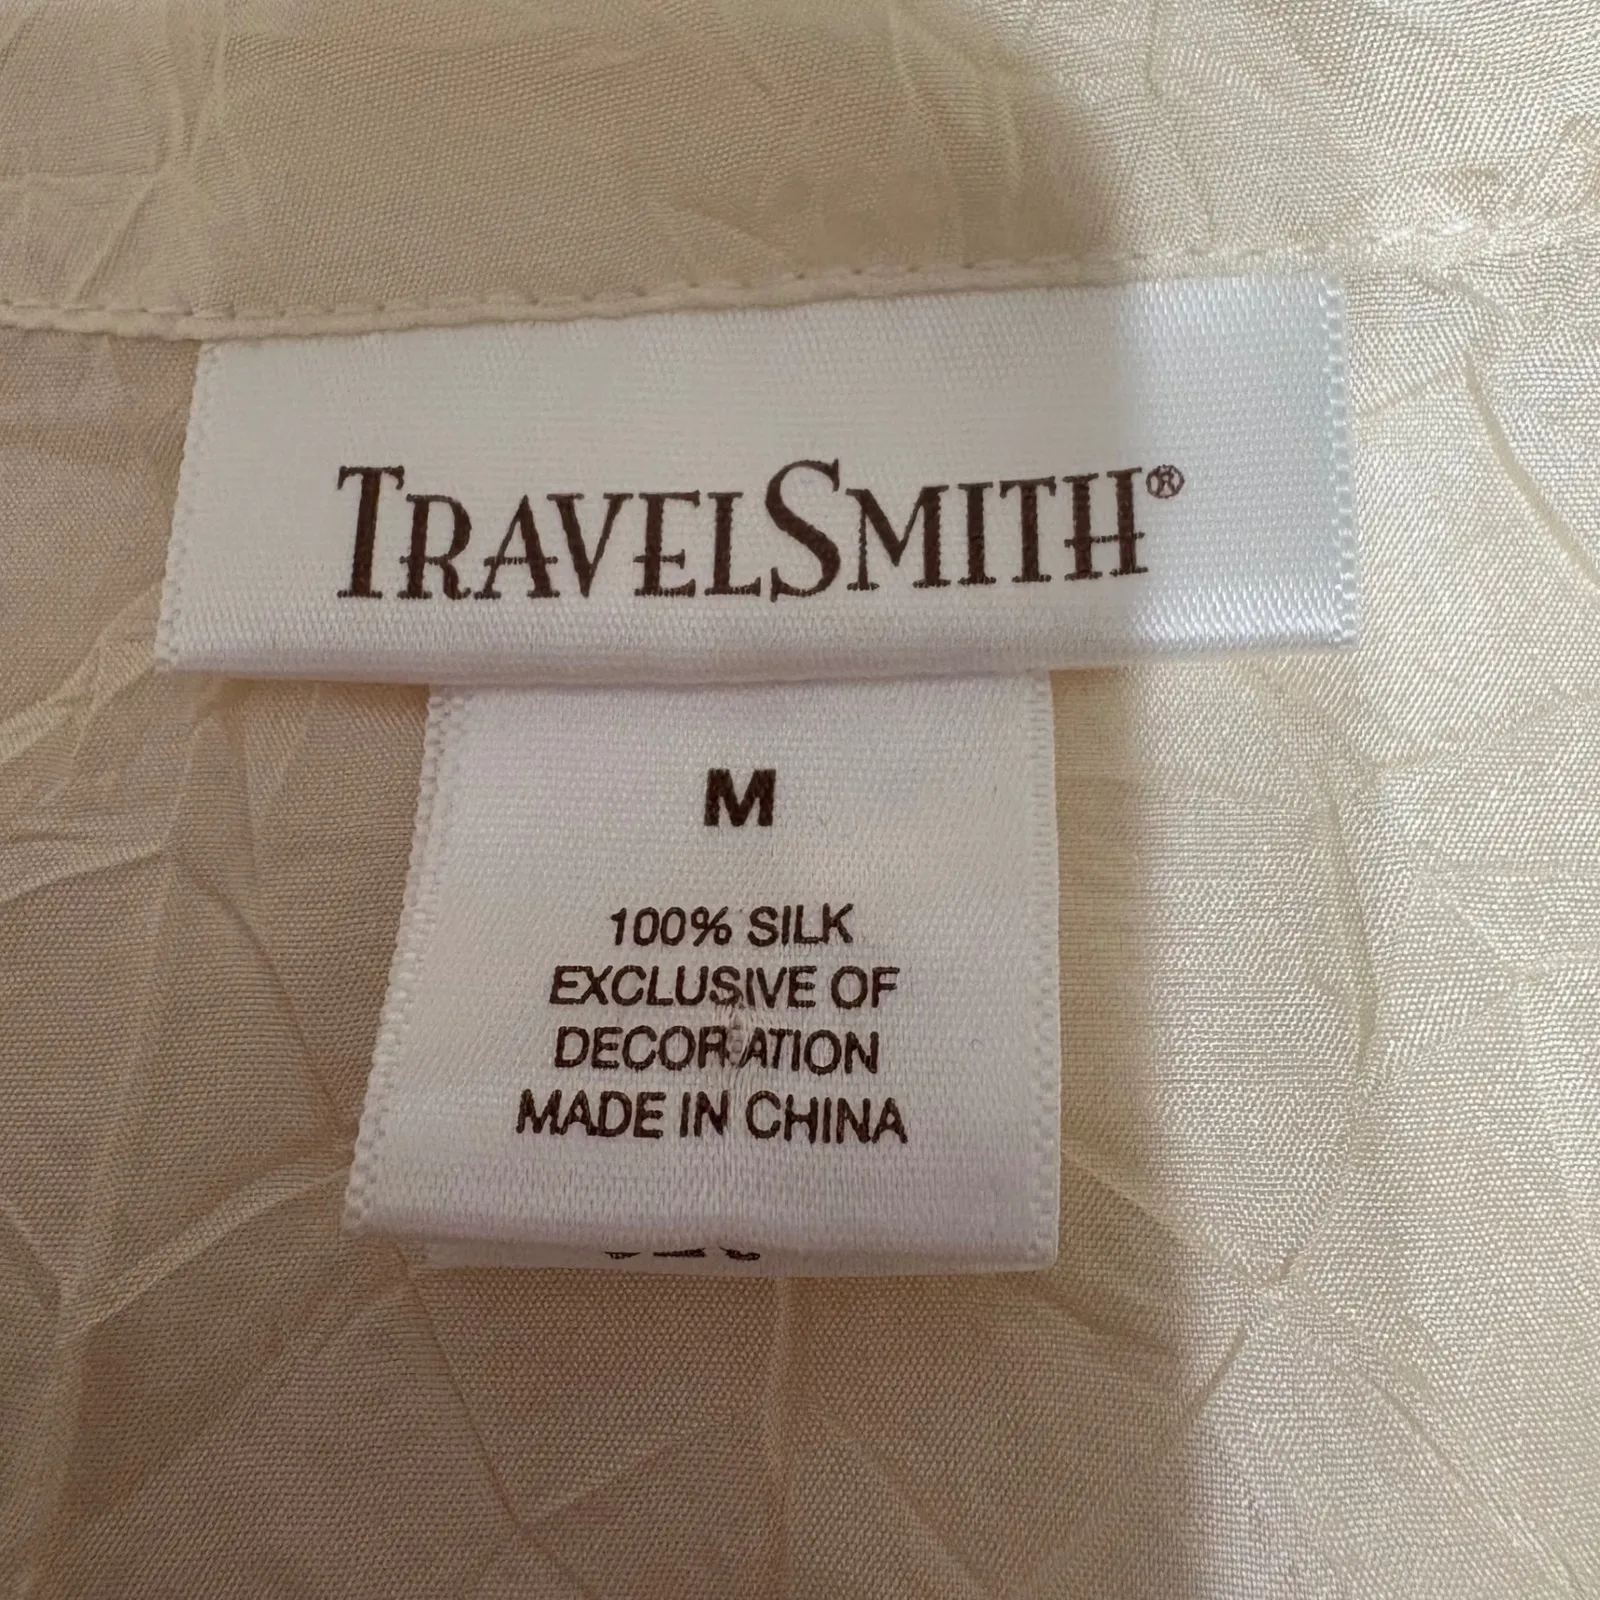 TRAVELSMITH®
M
100% SILK
EXCLUSIVE OF
DECORATION
MADE IN CHINA